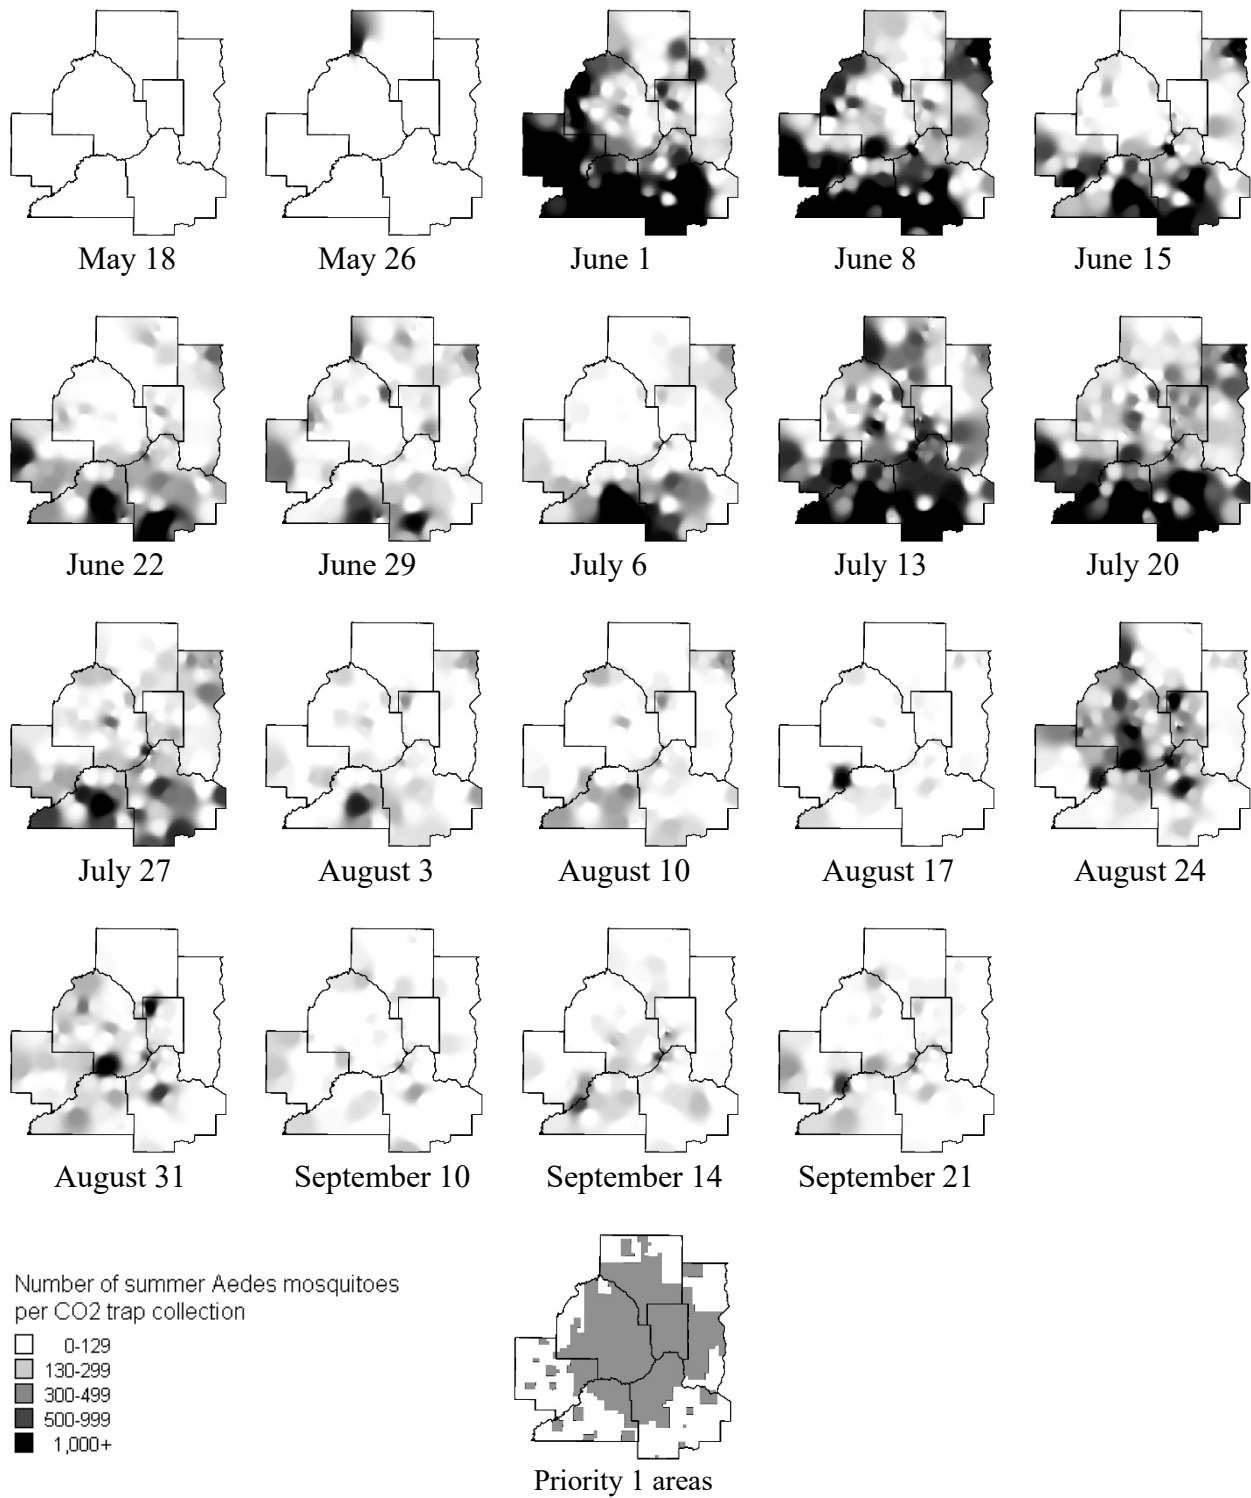 May 18
May 26
June 1
June 8
June 15
June 22
June 29
July 6
July 13
July 20
July 27
August 3
August 10
August 17
August 24
August 31
September 10
September 14
September 21
Number of summer Aedes mosquitoes
per CO2 trap collection
0-129
130-299
300-499
500-999
1,000+
Priority 1 areas